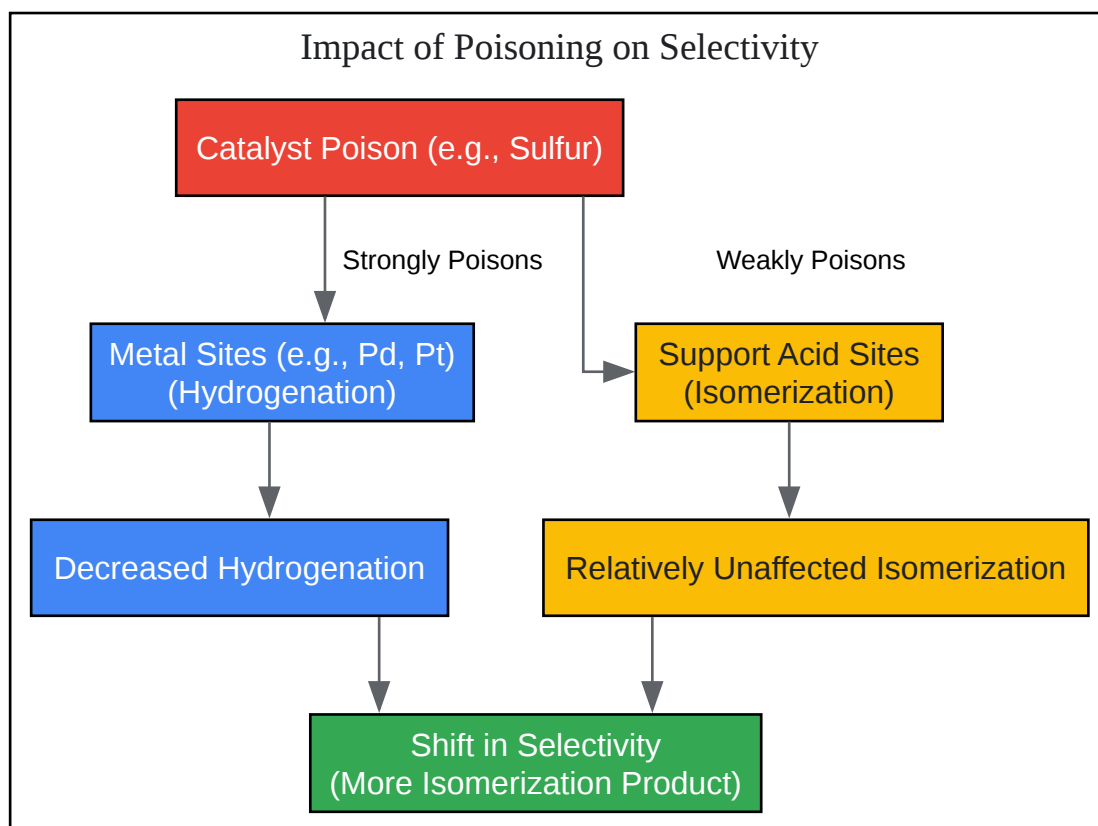 Impact of Poisoning on Selectivity
Catalyst Poison (e.g., Sulfur)
Strongly Poisons
Weakly Poisons
Metal Sites (e.g., Pd, Pt)
(Hydrogenation)
Support Acid Sites
(Isomerization)
Decreased Hydrogenation
Relatively Unaffected Isomerization
Shift in Selectivity
(More Isomerization Product)